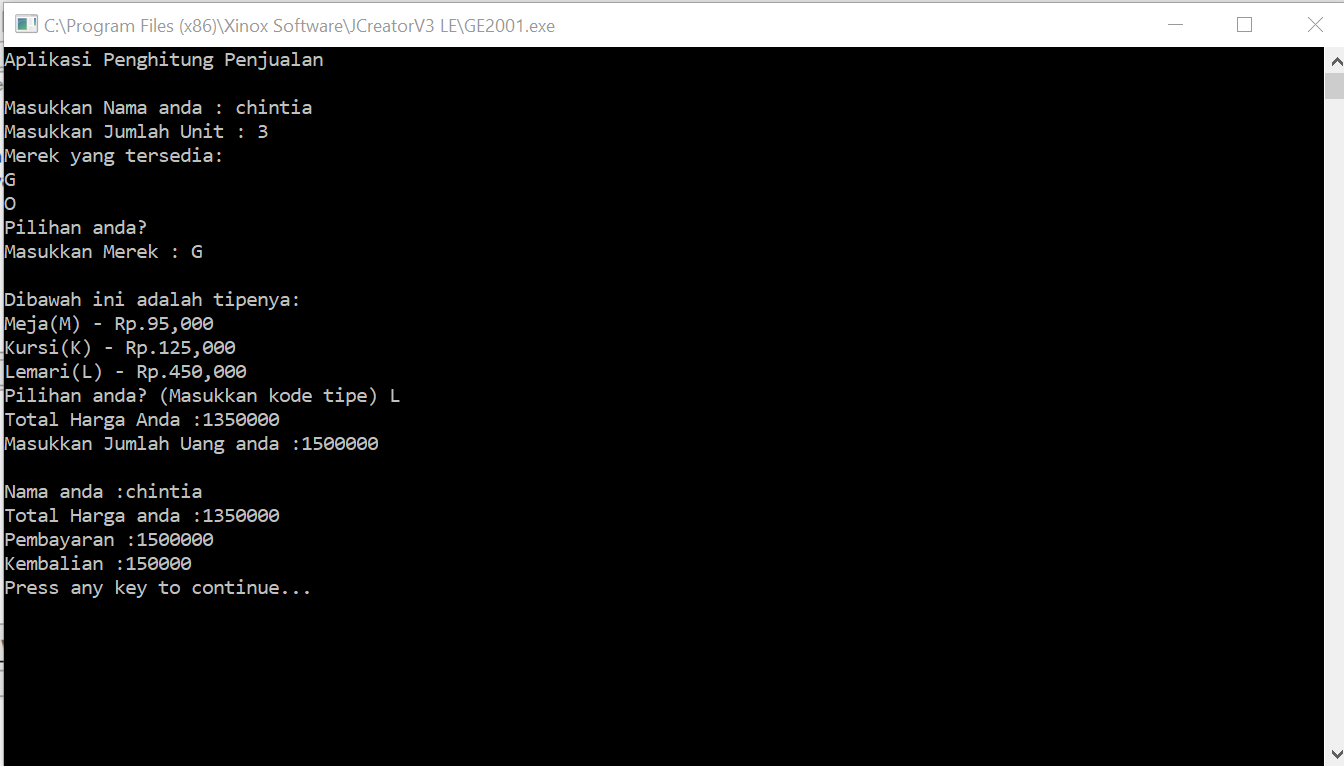 C:\Program Files (x86)\Xinox Software\JCreatorV3 LE\GE2001.exe
Aplikasi Penghitung Penjualan
Masukkan Nama anda : chintia
Masukkan Jumlah Unit : 3
Merek yang tersedia:
G
O
Pilihan anda?
Masukkan Merek : G
Dibawah ini adalah tipenya:
Meja(M) - Rp.95,000
Kursi(K) - Rp.125,000
Lemari(L) - Rp.450,000
Pilihan anda? (Masukkan kode tipe) L
Total Harga Anda :1350000
Masukkan Jumlah Uang anda :1500000
Nama anda :chintia
Total Harga anda :1350000
Pembayaran :1500000
Kembalian :150000
Press any key to continue...